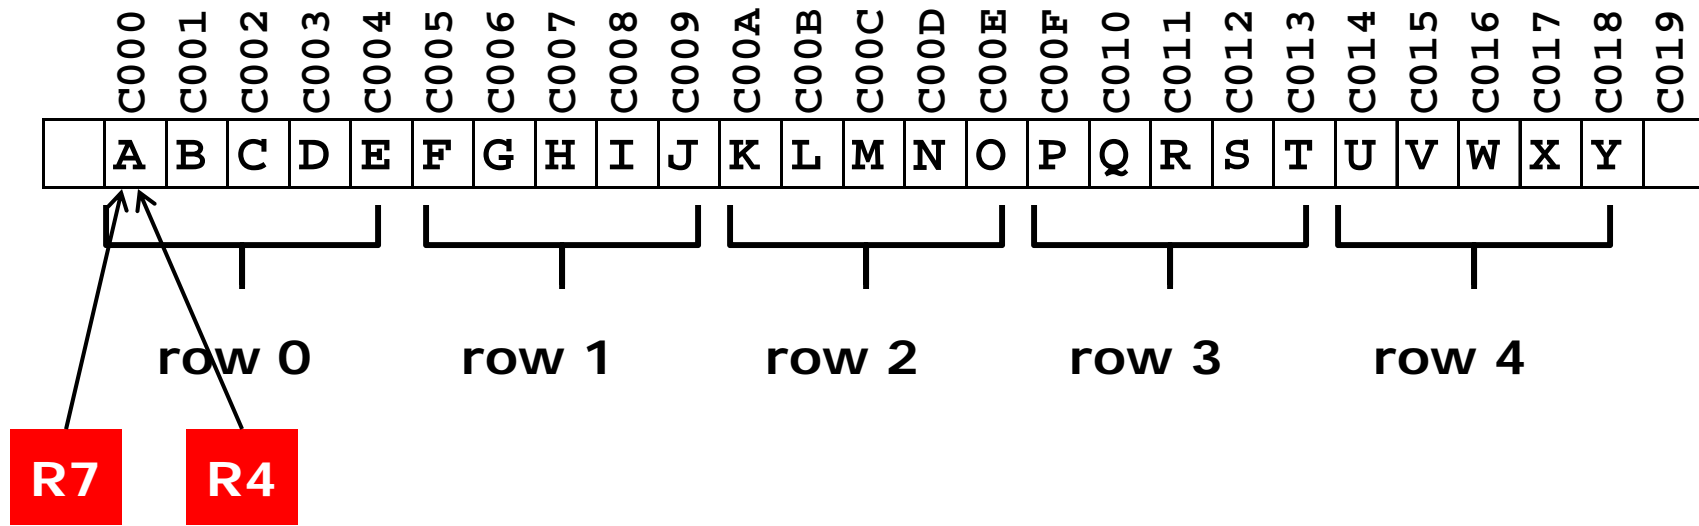 C000 C001 C002 C003 C004 C005 C006 C007 C008 C009 C00A C00B C00C C00D C00E C00F C010 C011 C012 C013 C014 C015 C016 C017 C018 C019
A B C D E F G H I J K L M N O P Q R S T U V W X Y
row 0 row 1 row 2 row 3 row 4
R7 R4